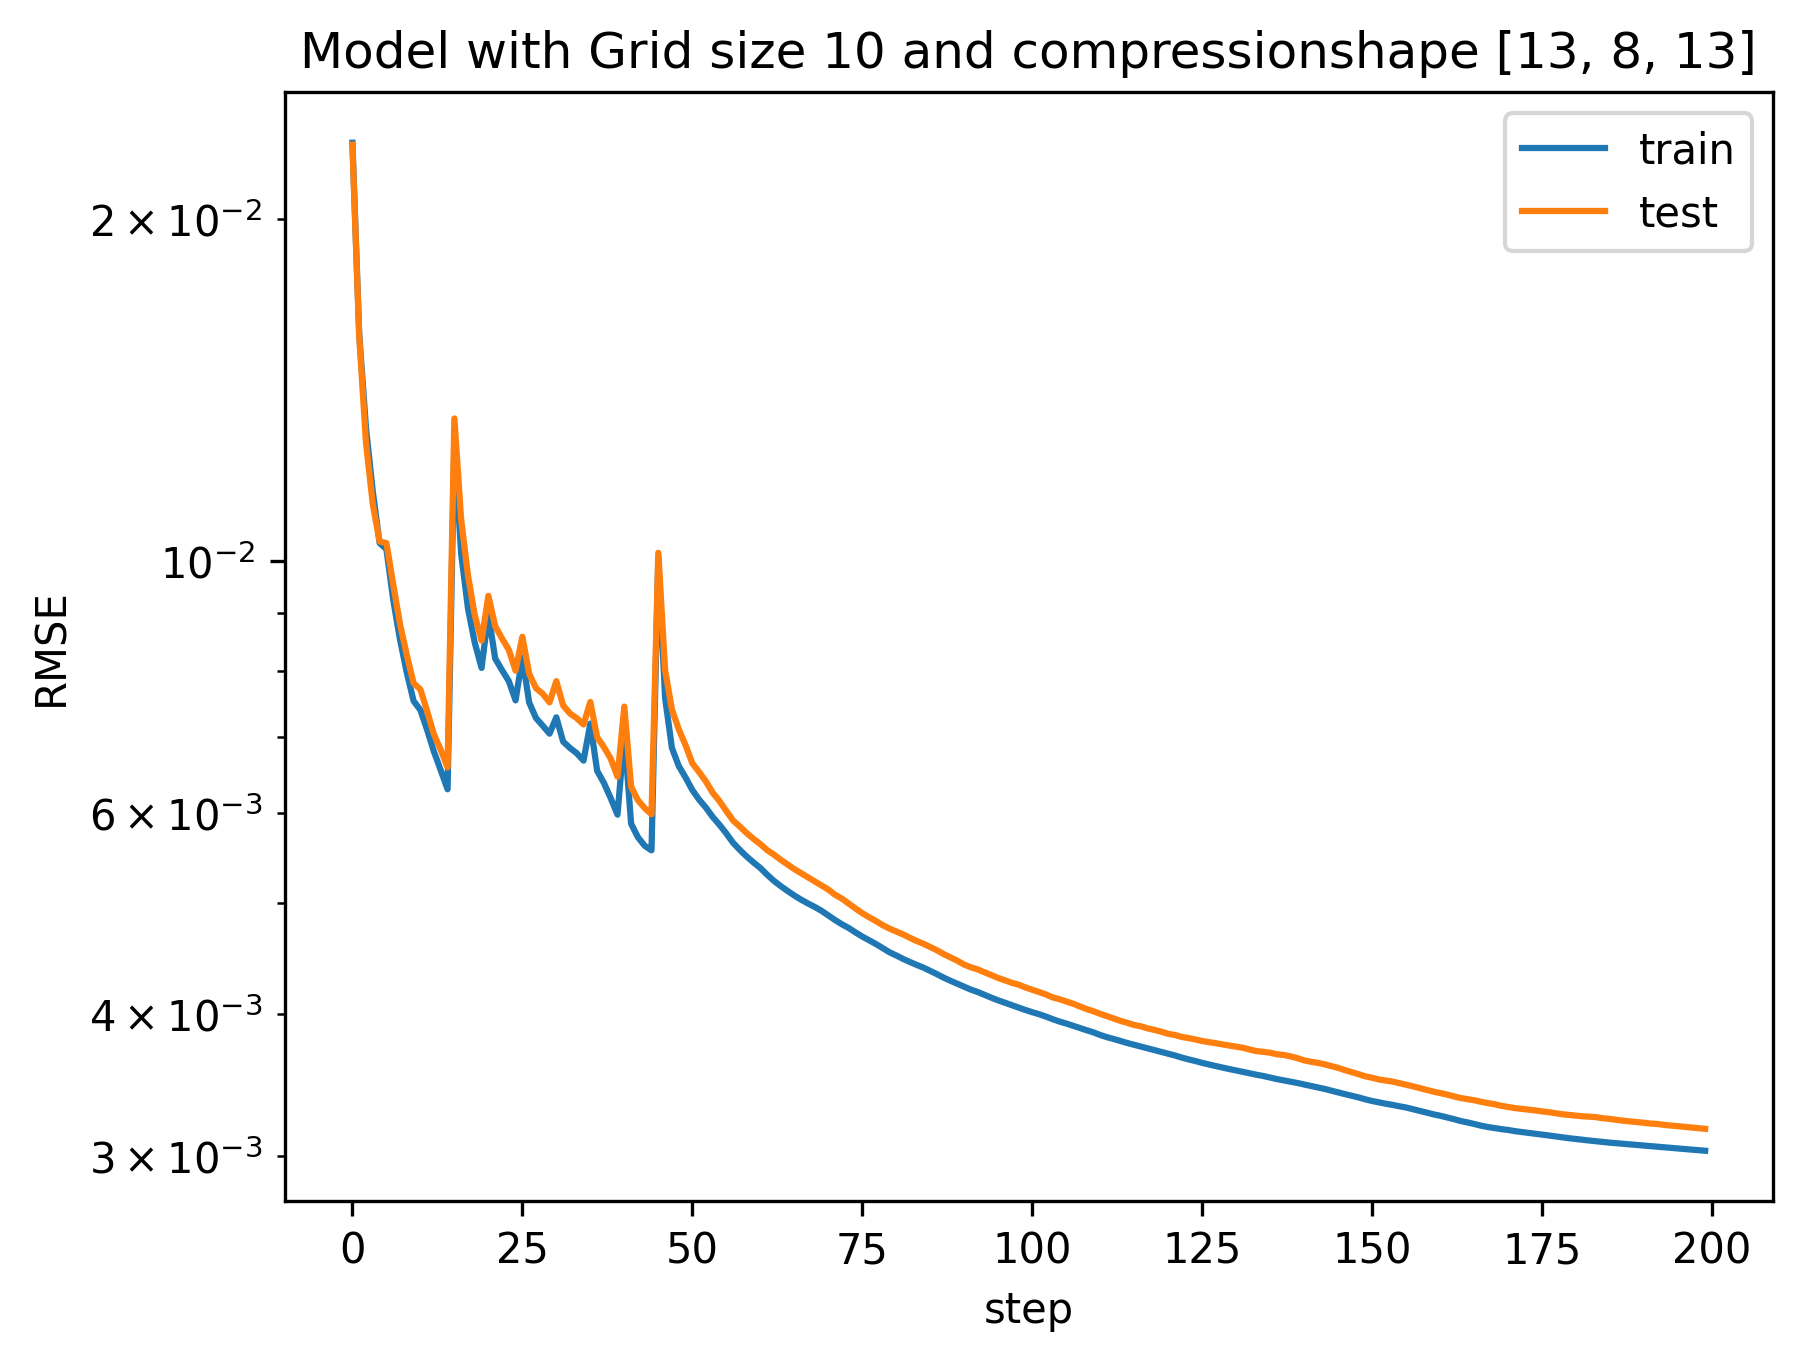 Model with Grid size 10 and compressionshape [13, 8, 13]
train
test
2 × 10⁻²
10⁻²
6 × 10⁻³
4 × 10⁻³
3 × 10⁻³
RMSE
0 25 50 75 100 125 150 175 200
step